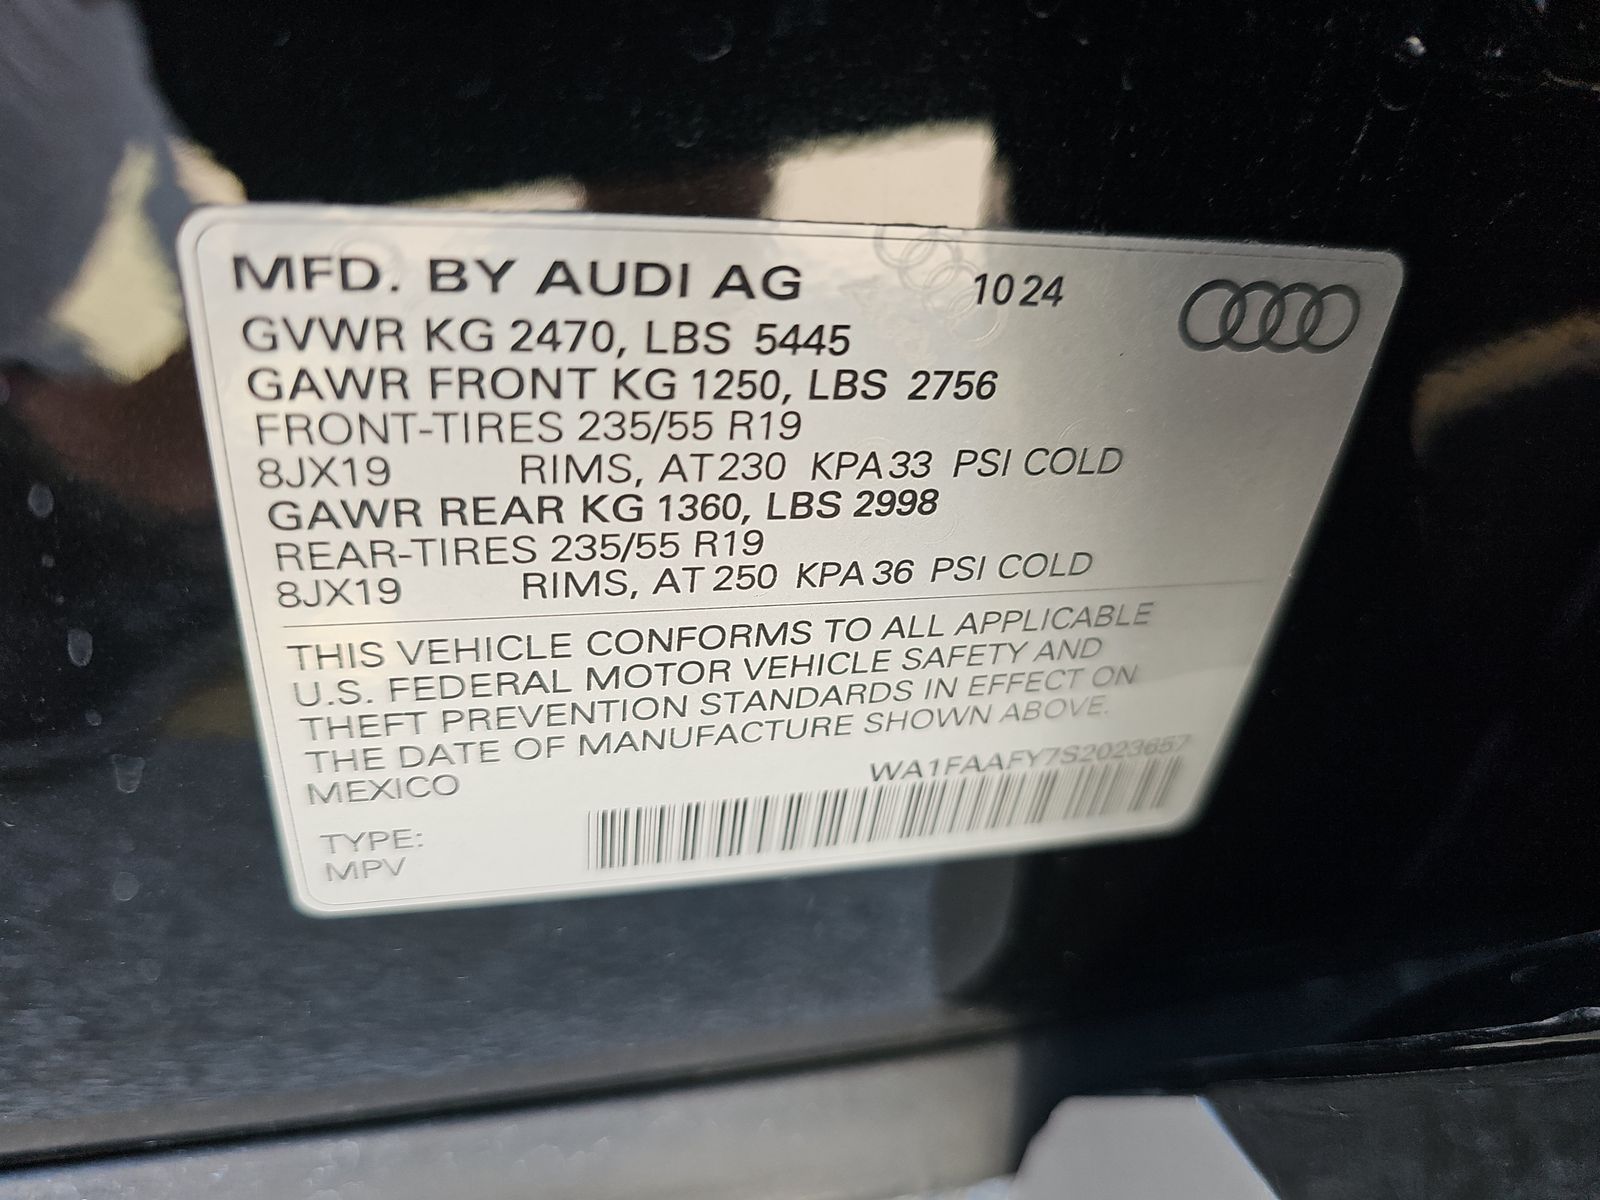 MFD. BY AUDI AG 10 24
GVWR KG 2470, LBS 5445
GAWR FRONT KG 1250, LBS 2756
FRONT-TIRES 235/55 R19
8JX19 RIMS, AT 230 KPA 33 PSI COLD
GAWR REAR KG 1360, LBS 2998
REAR-TIRES 235/55 R19
8JX19 RIMS, AT 250 KPA 36 PSI COLD
THIS VEHICLE CONFORMS TO ALL APPLICABLE
U.S. FEDERAL MOTOR VEHICLE SAFETY AND
THEFT PREVENTION STANDARDS IN EFFECT ON
THE DATE OF MANUFACTURE SHOWN ABOVE.
MEXICO WA1FAAFY7S2023657
TYPE:
MPV